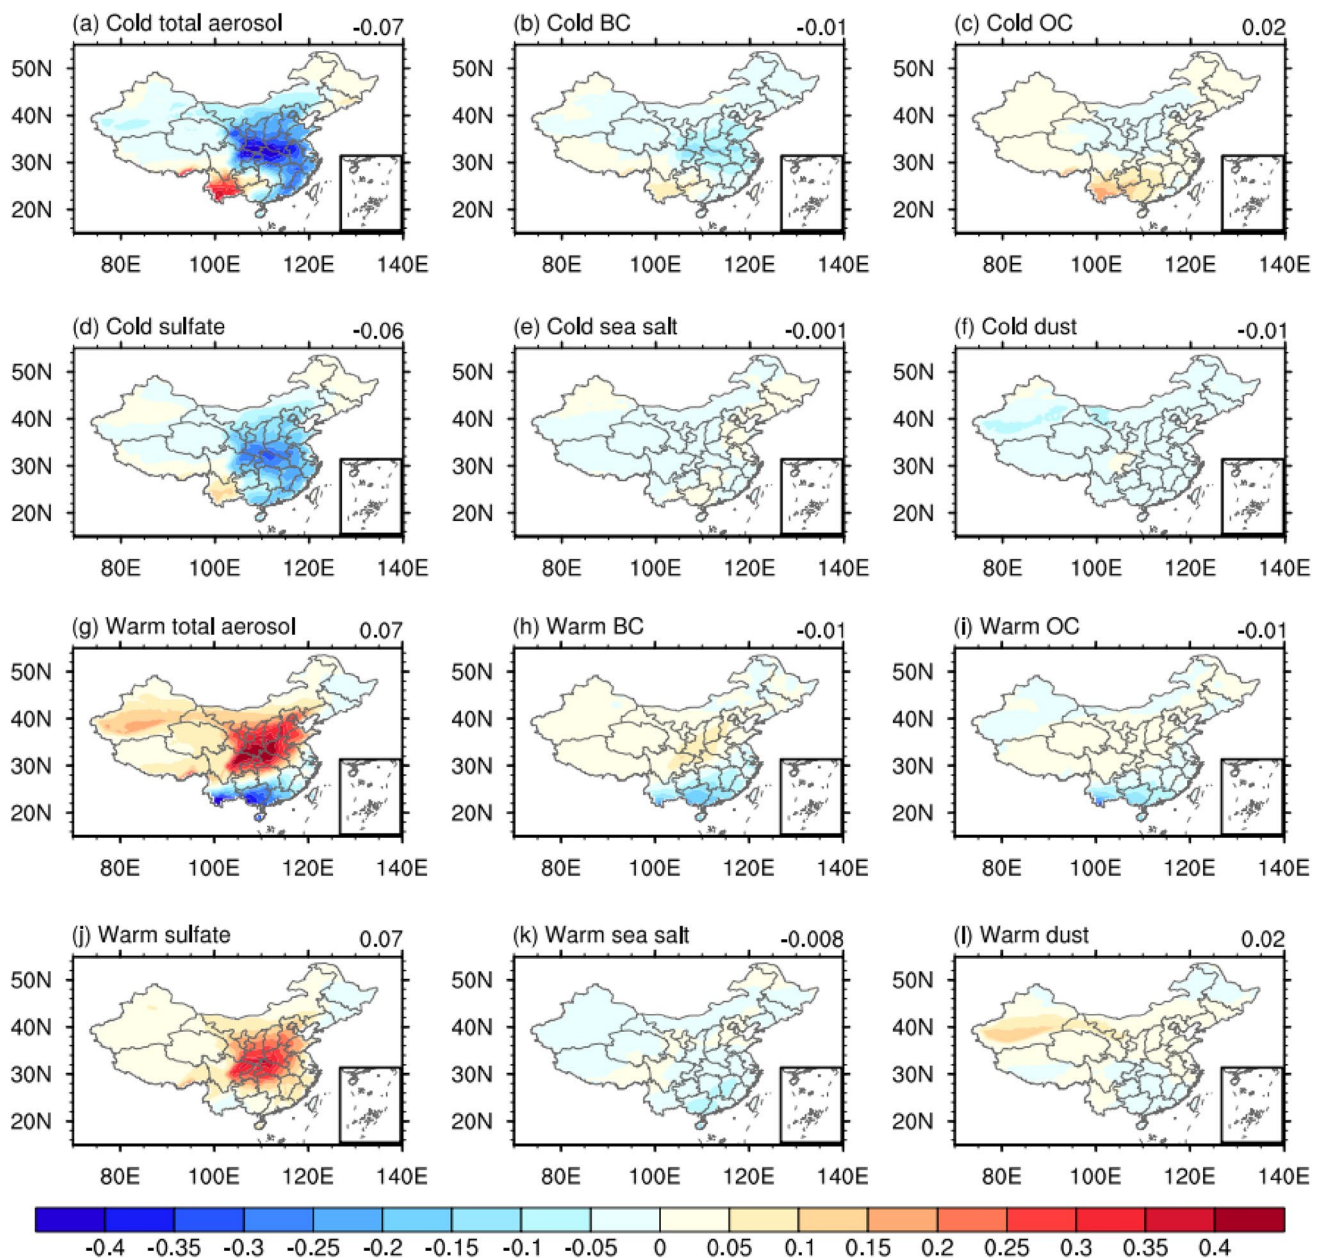 (a) Cold total aerosol -0.07 (b) Cold BC -0.01 (c) Cold OC 0.02
50N 50N 50N
40N 40N 40N
30N 30N 30N
20N 20N 20N
80E 100E 120E 140E 80E 100E 120E 140E 80E 100E 120E 140E
(d) Cold sulfate -0.06 (e) Cold sea salt -0.001 (f) Cold dust -0.01
50N 50N 50N
40N 40N 40N
30N 30N 30N
20N 20N 20N
80E 100E 120E 140E 80E 100E 120E 140E 80E 100E 120E 140E
(g) Warm total aerosol 0.07 (h) Warm BC -0.01 (i) Warm OC -0.01
50N 50N 50N
40N 40N 40N
30N 30N 30N
20N 20N 20N
80E 100E 120E 140E 80E 100E 120E 140E 80E 100E 120E 140E
(j) Warm sulfate 0.07 (k) Warm sea salt -0.008 (l) Warm dust 0.02
50N 50N 50N
40N 40N 40N
30N 30N 30N
20N 20N 20N
80E 100E 120E 140E 80E 100E 120E 140E 80E 100E 120E 140E
-0.4 -0.35 -0.3 -0.25 -0.2 -0.15 -0.1 -0.05 0 0.05 0.1 0.15 0.2 0.25 0.3 0.35 0.4